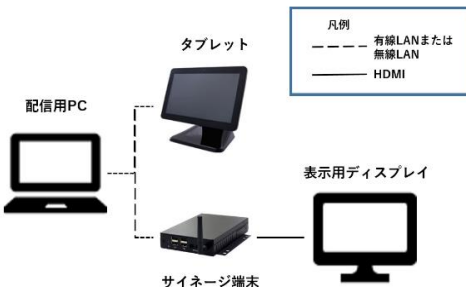 凡例
有線LANまたは
無線LAN
HDMI
タブレット
配信用PC
表示用ディスプレイ
サイネージ端末